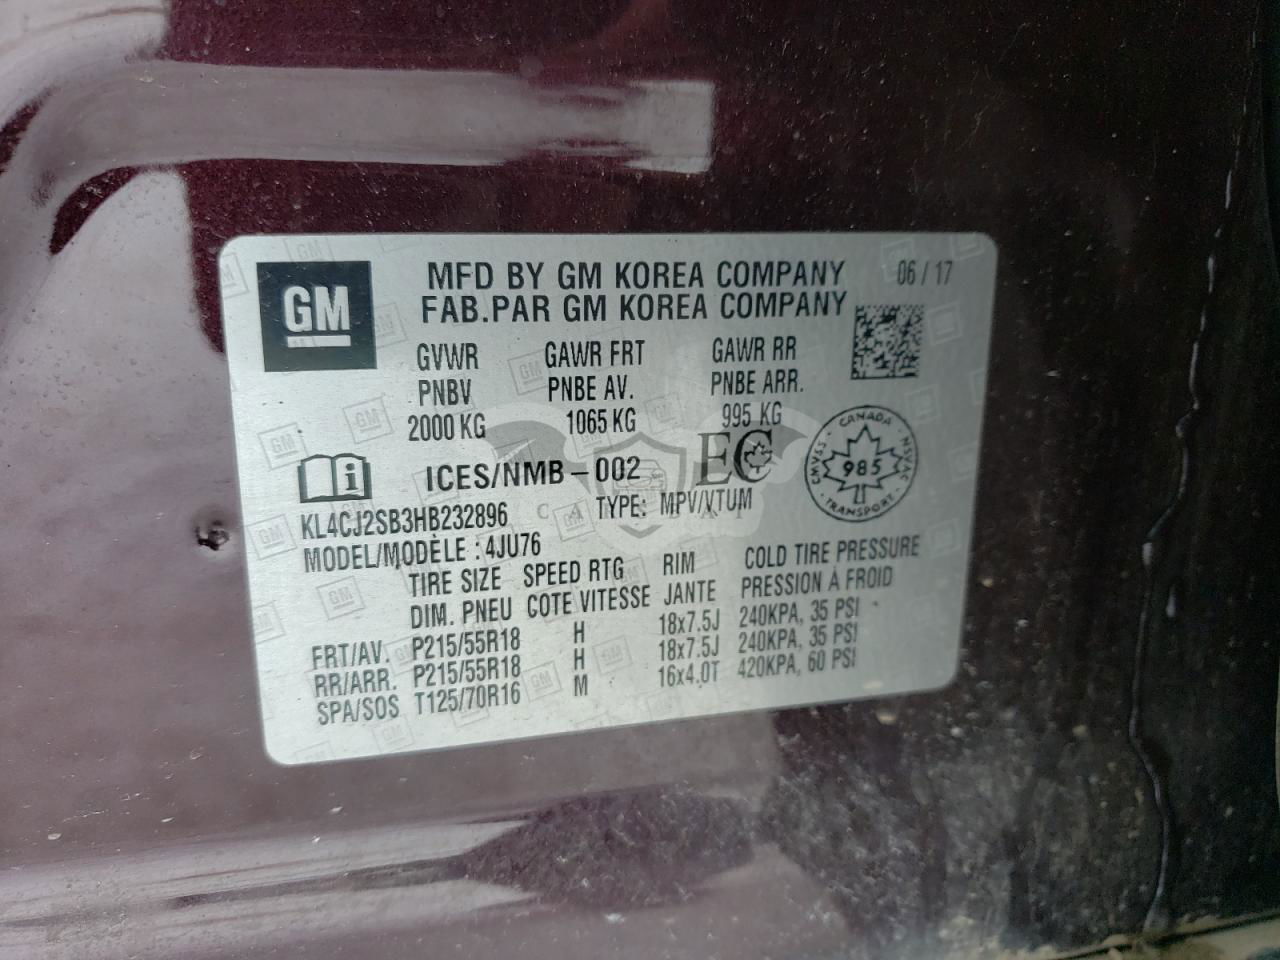 GM
MFD BY GM KOREA COMPANY 06 / 17
FAB.PAR GM KOREA COMPANY
GVWR GAWR FRT GAWR RR
PNBV PNBE AV. PNBE ARR.
2000 KG 1065 KG 995 KG
ICES/NMB-002 EC
CANADA
CMVSS 985 NSVAC
TRANSPORT
KL4CJ2SB3HB232896 TYPE: MPV/VTUM
MODEL/MODÈLE : 4JU76
TIRE SIZE SPEED RTG RIM COLD TIRE PRESSURE
DIM. PNEU COTE VITESSE JANTE PRESSION À FROID
FRT/AV. P215/55R18 H 18x7.5J 240KPA, 35 PSI
RR/ARR. P215/55R18 H 18x7.5J 240KPA, 35 PSI
SPA/SOS T125/70R16 M 16x4.0T 420KPA, 60 PSI